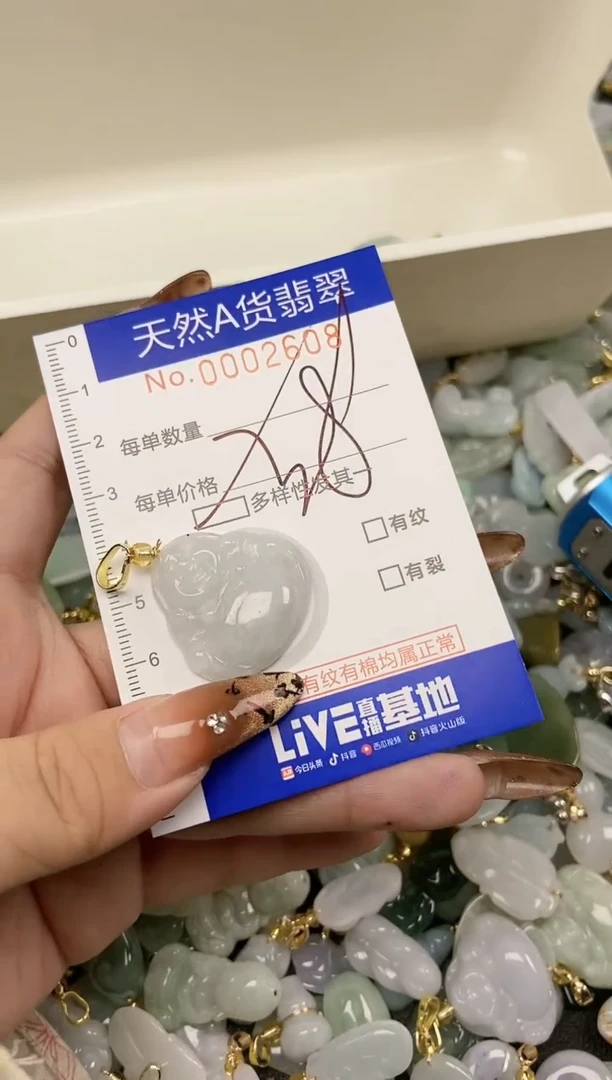 天然A货翡翠
No.0002608
每单数量
每单价格
多样性及其
有纹
有裂
有纹有棉均属正常
LiVE直播基地
今日头条 抖音 西瓜视频 抖音火山版
0
1
2
3
5
6